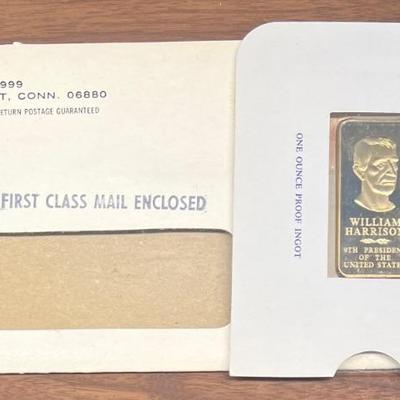 999
T, CONN. 06880
ETURN POSTAGE GUARANTEED
FIRST CLASS MAIL ENCLOSED
ONE OUNCE PROOF INGOT
WILLIAM
HARRISON
9TH PRESIDENT
OF THE
UNITED STATES